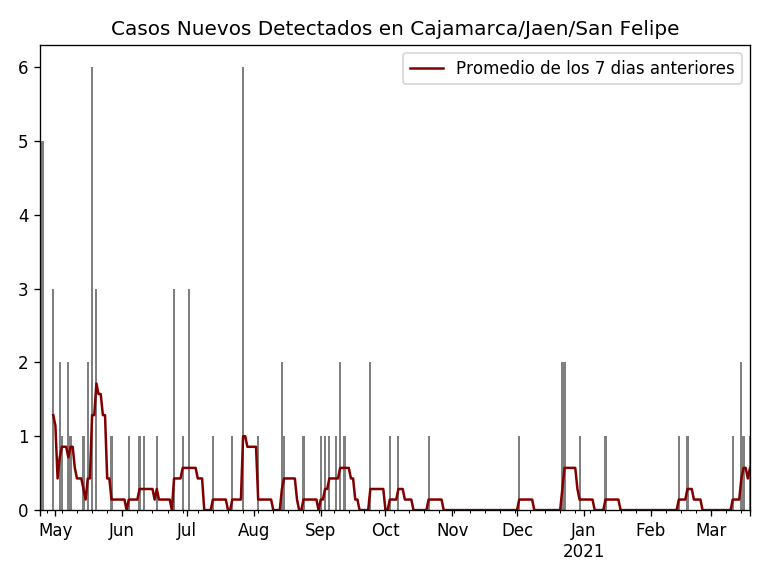 Casos Nuevos Detectados en Cajamarca/Jaen/San Felipe
Promedio de los 7 dias anteriores
6
5
4
3
2
1
0
May Jun Jul Aug Sep Oct Nov Dec Jan Feb Mar
2021